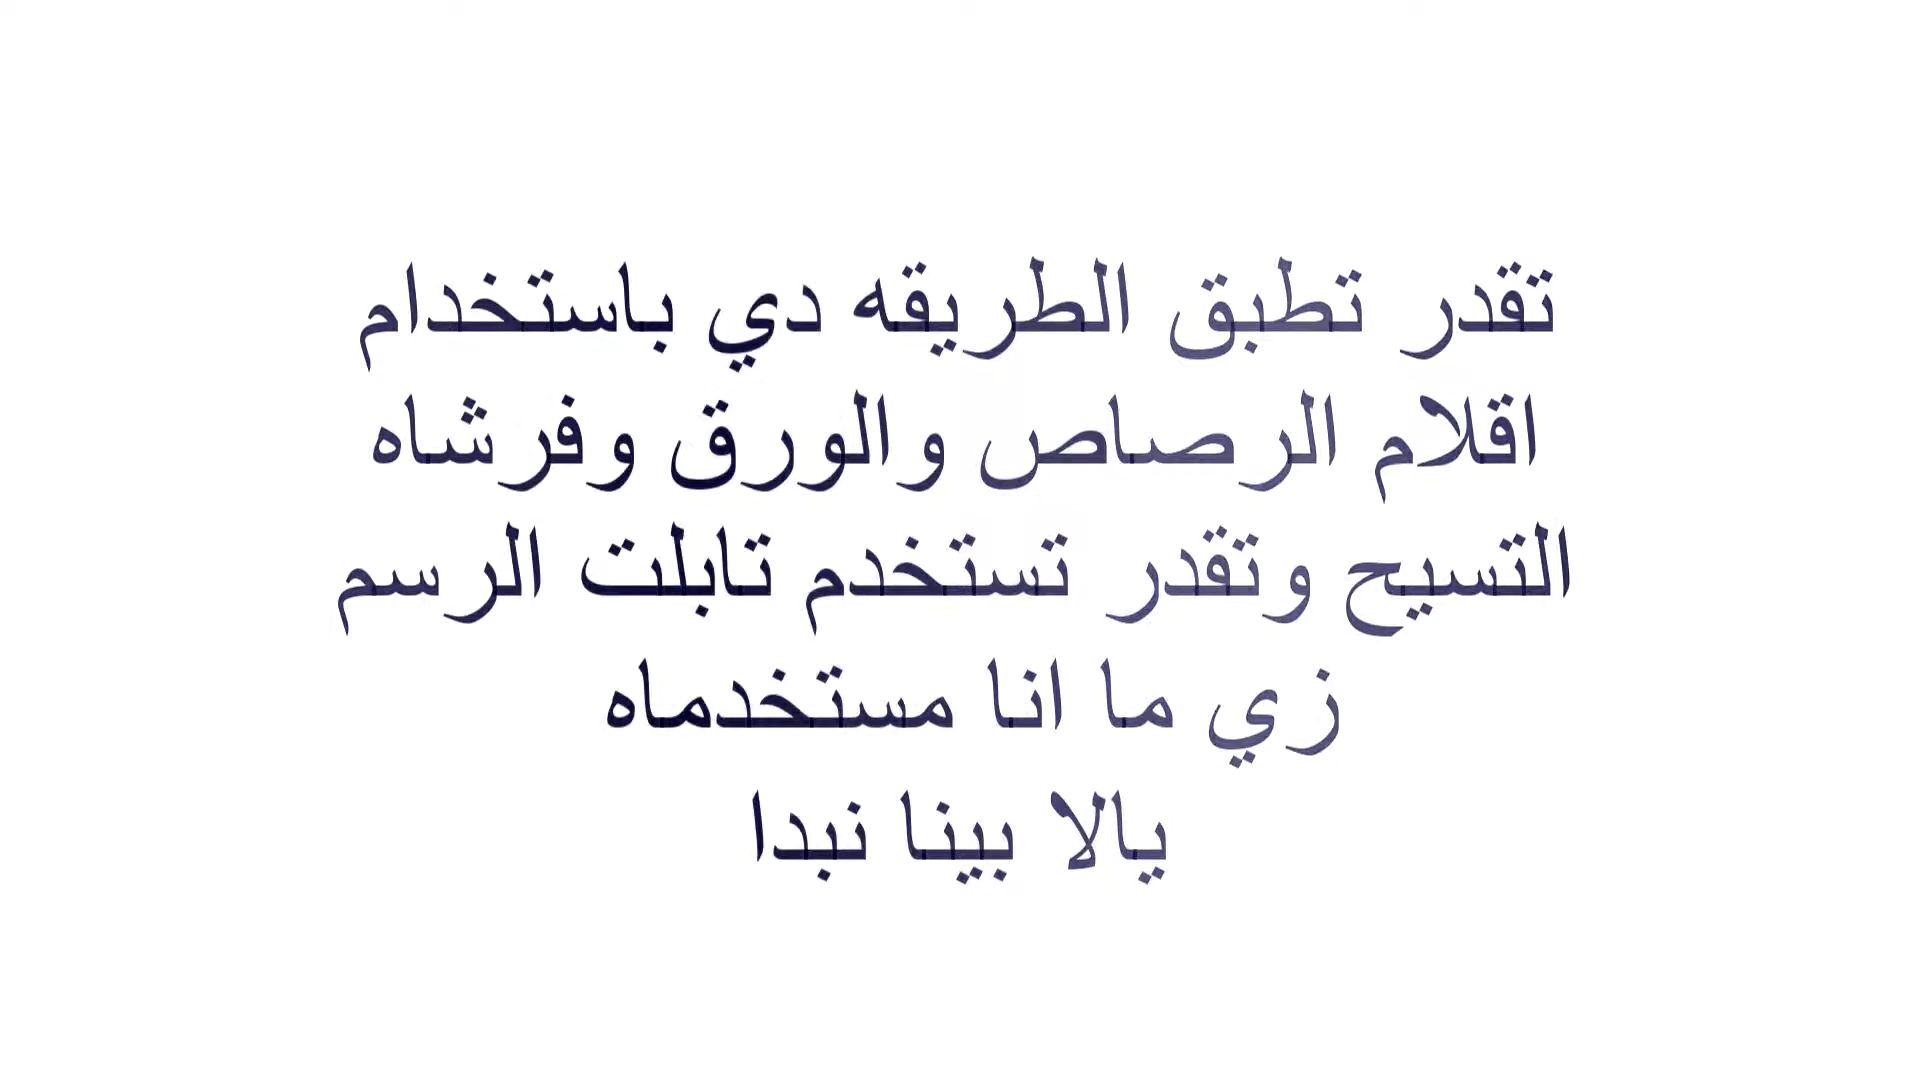 تقدر تطبق الطريقه دي باستخدام
اقلام الرصاص والورق وفرشاه
التسيح وتقدر تستخدم تابلت الرسم
زي ما انا مستخدماه
يالا بينا نبدا